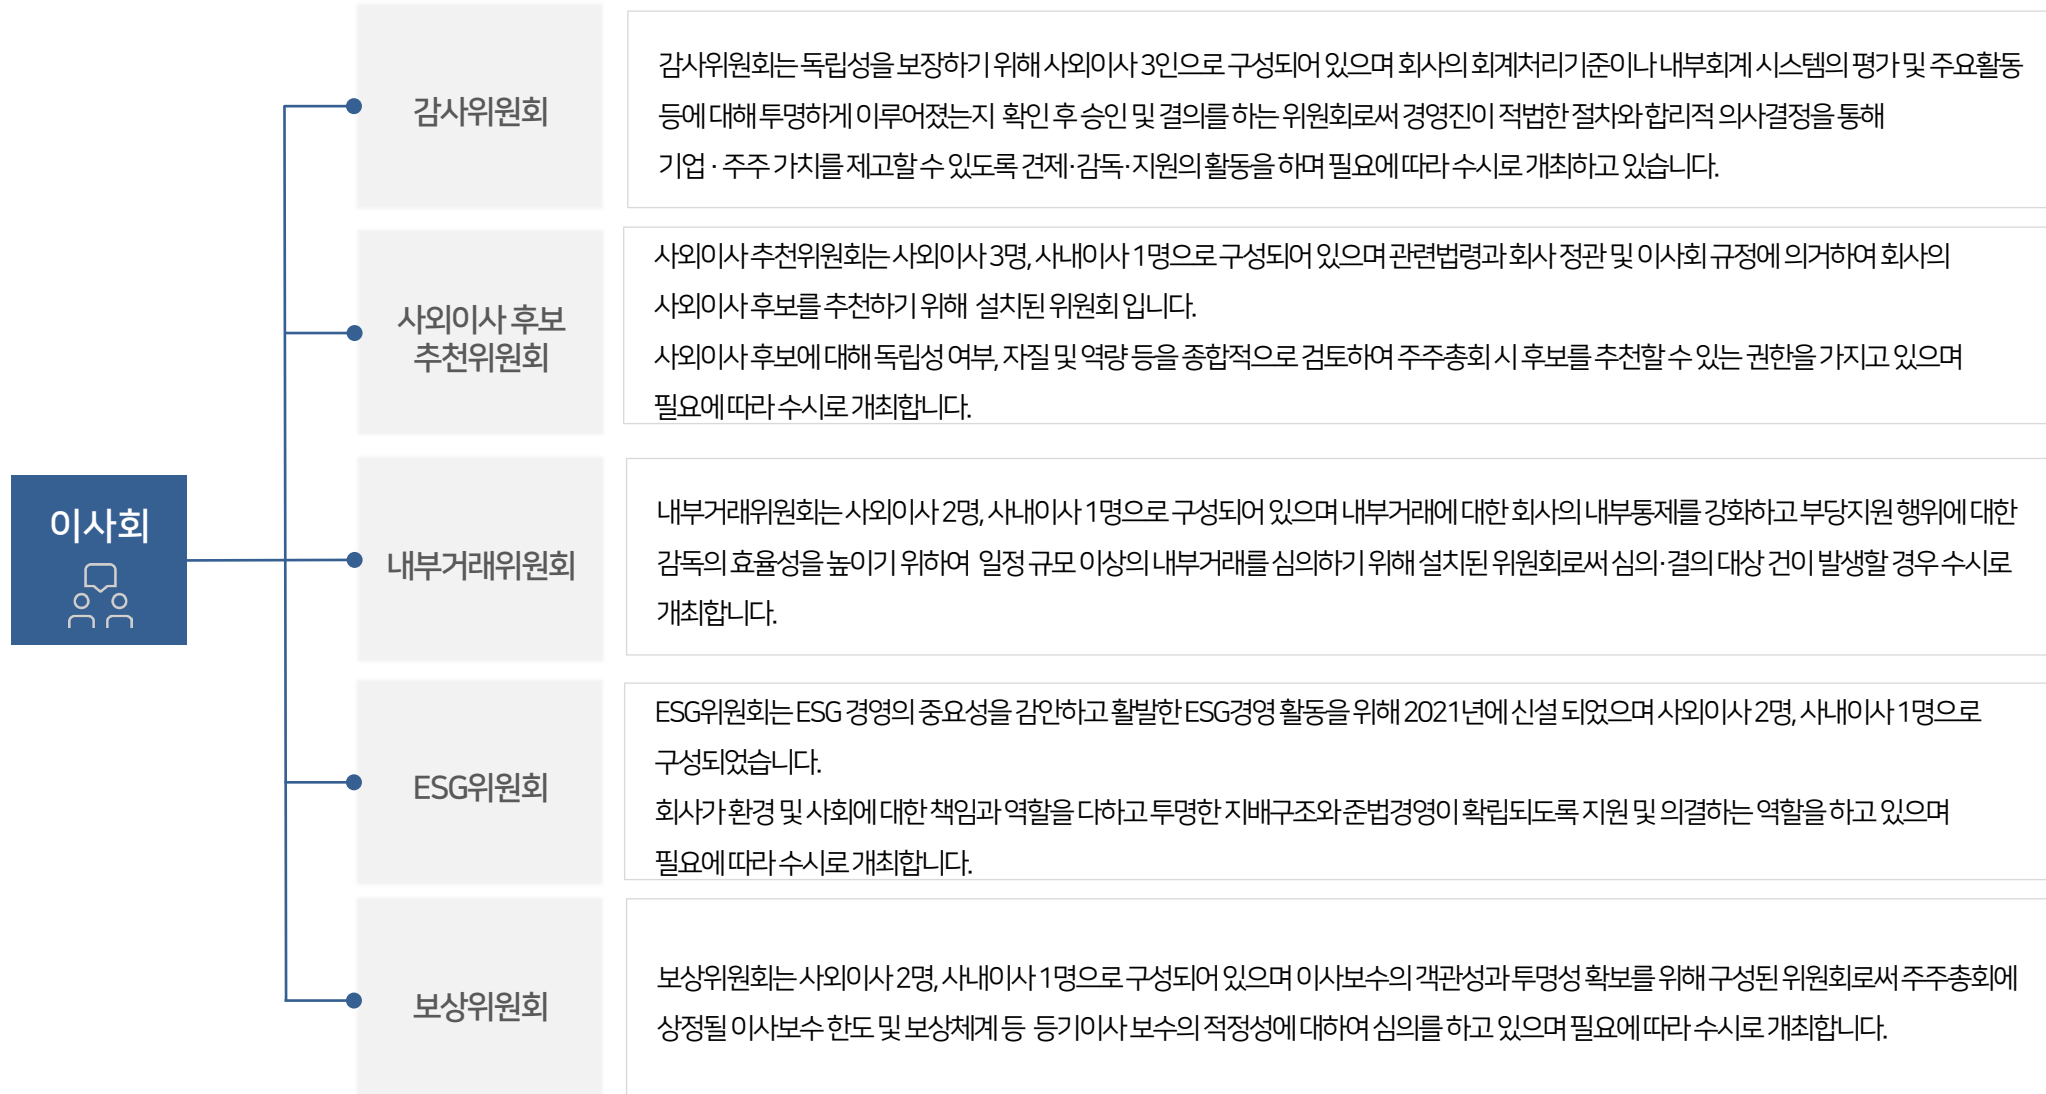 이사회
감사위원회
감사위원회는 독립성을 보장하기 위해 사외이사 3인으로 구성되어 있으며 회사의 회계처리기준이나 내부회계 시스템의 평가 및 주요활동
등에 대해 투명하게 이루어졌는지 확인 후 승인 및 결의를 하는 위원회로써 경영진이 적법한 절차와 합리적 의사결정을 통해
기업 · 주주 가치를 제고할 수 있도록 견제·감독·지원의 활동을 하며 필요에 따라 수시로 개최하고 있습니다.
사외이사 후보
추천위원회
사외이사 추천위원회는 사외이사 3명, 사내이사 1명으로 구성되어 있으며 관련법령과 회사 정관 및 이사회 규정에 의거하여 회사의
사외이사 후보를 추천하기 위해 설치된 위원회 입니다.
사외이사 후보에 대해 독립성 여부, 자질 및 역량 등을 종합적으로 검토하여 주주총회 시 후보를 추천할 수 있는 권한을 가지고 있으며
필요에 따라 수시로 개최합니다.
내부거래위원회
내부거래위원회는 사외이사 2명, 사내이사 1명으로 구성되어 있으며 내부거래에 대한 회사의 내부통제를 강화하고 부당지원 행위에 대한
감독의 효율성을 높이기 위하여 일정 규모 이상의 내부거래를 심의하기 위해 설치된 위원회로써 심의·결의 대상 건이 발생할 경우 수시로
개최합니다.
ESG위원회
ESG위원회는 ESG 경영의 중요성을 감안하고 활발한 ESG경영 활동을 위해 2021년에 신설 되었으며 사외이사 2명, 사내이사 1명으로
구성되었습니다.
회사가 환경 및 사회에 대한 책임과 역할을 다하고 투명한 지배구조와 준법경영이 확립되도록 지원 및 의결하는 역할을 하고 있으며
필요에 따라 수시로 개최합니다.
보상위원회
보상위원회는 사외이사 2명, 사내이사 1명으로 구성되어 있으며 이사보수의 객관성과 투명성 확보를 위해 구성된 위원회로써 주주총회에
상정될 이사보수 한도 및 보상체계 등 등기이사 보수의 적정성에 대하여 심의를 하고 있으며 필요에 따라 수시로 개최합니다.